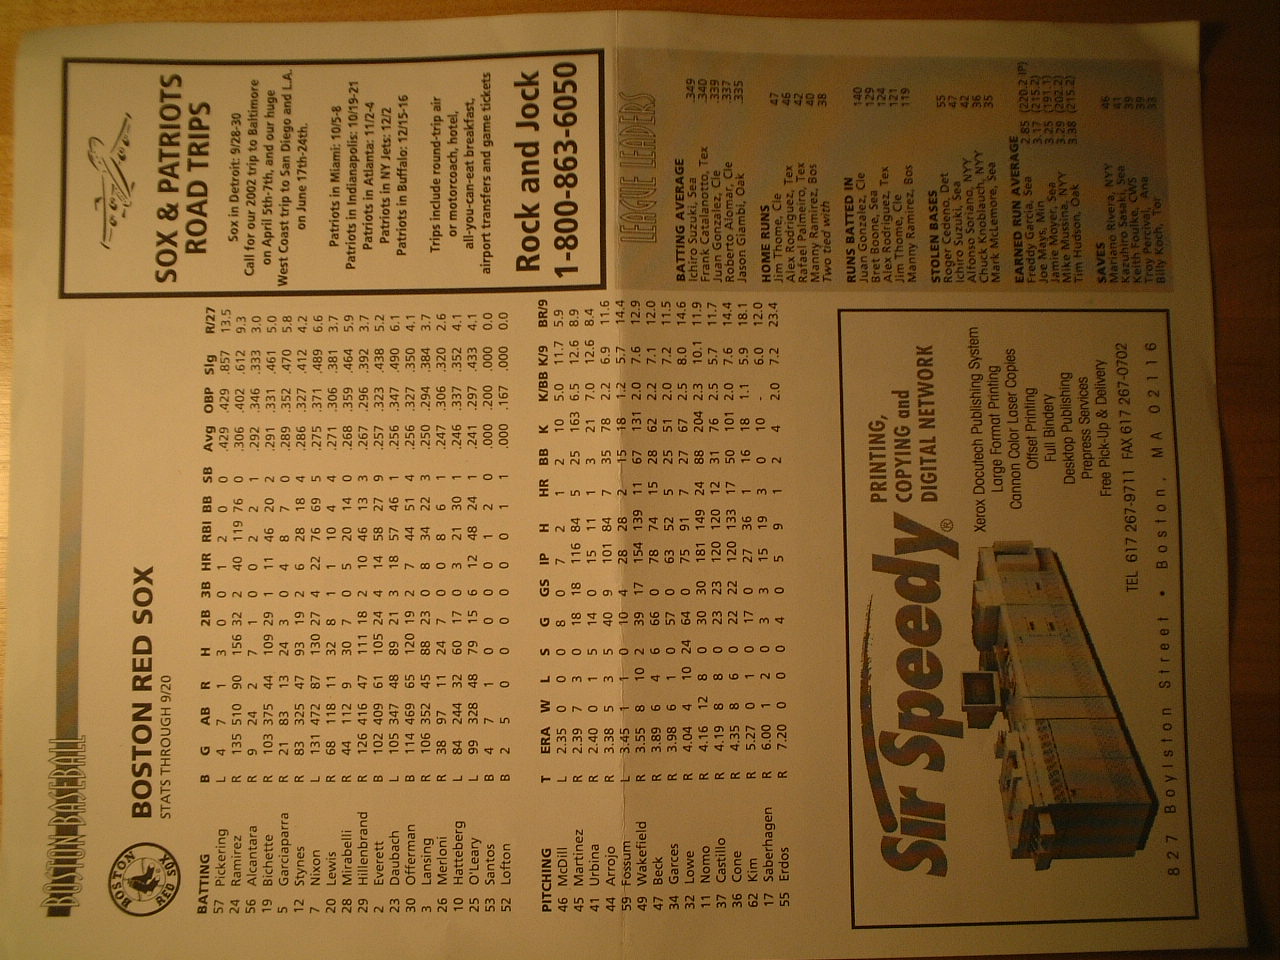 BOSTON BASEBALL
BOSTON RED SOX
BOSTON RED SOX
STATS THROUGH 9/20
BATTING B G AB R H 2B 3B HR RBI BB SB Avg OBP Slg R/27
57 Pickering L 4 7 1 3 0 0 1 2 0 0 .429 .429 .857 13.5
24 Ramirez R 135 510 90 156 32 2 40 119 76 0 .306 .402 .612 9.3
56 Alcantara R 9 24 2 7 1 0 0 2 2 1 .292 .346 .333 3.0
19 Bichette R 103 375 44 109 29 1 11 46 20 2 .291 .331 .461 5.0
5 Garciaparra R 21 83 13 24 3 0 4 8 7 0 .289 .352 .470 5.8
12 Stynes R 83 325 47 93 19 2 6 28 18 4 .286 .327 .412 4.2
7 Nixon L 131 472 87 130 27 4 22 76 69 5 .275 .371 .489 6.6
20 Lewis R 68 118 11 32 8 1 1 10 4 4 .271 .306 .381 3.7
28 Mirabelli R 44 112 9 30 7 0 5 20 14 0 .268 .359 .464 5.9
29 Hillenbrand R 126 416 47 111 18 2 10 46 13 3 .267 .296 .392 3.7
2 Everett B 102 409 61 105 24 4 14 58 27 9 .257 .323 .438 5.2
23 Daubach L 105 347 48 89 21 3 18 57 46 1 .256 .347 .490 6.1
30 Offerman B 114 469 65 120 19 2 7 44 51 4 .256 .327 .350 4.1
3 Lansing R 106 352 45 88 23 0 8 34 22 3 .250 .294 .384 3.7
26 Merloni R 38 97 11 24 7 0 0 8 6 1 .247 .306 .320 2.6
10 Hatteberg L 84 244 32 60 17 0 3 21 30 1 .246 .337 .352 4.1
25 O'Leary L 99 328 48 79 15 6 12 48 24 1 .241 .297 .433 4.1
53 Santos B 4 7 1 0 0 0 0 1 2 0 .000 .200 .000 0.0
52 Lofton B 2 5 0 0 0 0 0 0 1 1 .000 .167 .000 0.0
PITCHING T ERA W L S G GS IP H HR BB K K/BB K/9 BR/9
46 McDill L 2.35 0 0 0 8 0 7 2 1 2 10 5.0 11.7 5.9
45 Martinez R 2.39 7 3 0 18 18 116 84 5 25 163 6.5 12.6 8.9
41 Urbina R 2.40 0 1 5 14 0 15 11 1 3 21 7.0 12.6 8.4
44 Arrojo R 3.38 5 3 5 40 9 101 84 7 35 78 2.2 6.9 11.6
59 Fossum L 3.45 1 1 0 10 4 28 28 2 15 18 1.2 5.7 14.4
49 Wakefield R 3.55 8 10 2 39 17 154 139 11 67 131 2.0 7.6 12.9
47 Beck R 3.89 6 4 6 66 0 78 74 15 28 62 2.2 7.1 12.0
34 Garces R 3.98 6 1 0 57 0 63 52 5 25 51 2.0 7.2 11.5
32 Lowe R 4.04 4 10 24 64 0 75 91 7 27 67 2.5 8.0 14.6
11 Nomo R 4.16 12 8 0 30 30 181 149 24 88 204 2.3 10.1 11.9
37 Castillo R 4.19 8 8 0 23 23 120 120 12 31 76 2.5 5.7 11.7
36 Cone R 4.35 8 6 0 22 22 120 133 17 50 101 2.0 7.6 14.4
62 Kim R 5.27 0 1 0 17 0 27 36 1 16 18 1.1 5.9 18.1
17 Saberhagen R 6.00 1 2 0 3 3 15 19 3 0 10 - 6.0 12.0
55 Erdos R 7.20 0 0 0 4 0 5 9 1 2 4 2.0 7.2 23.4
SOX & PATRIOTS
ROAD TRIPS
Sox in Detroit: 9/28-30
Call for our 2002 trip to Baltimore
on April 5th-7th, and our huge
West Coast trip to San Diego and L.A.
on June 17th-24th.
Patriots in Miami: 10/5-8
Patriots in Indianapolis: 10/19-21
Patriots in Atlanta: 11/2-4
Patriots in NY Jets: 12/2
Patriots in Buffalo: 12/15-16
Trips include round-trip air
or motorcoach, hotel,
all-you-can-eat breakfast,
airport transfers and game tickets
Rock and Jock
1-800-863-6050
Sir Speedy®
PRINTING,
COPYING and
DIGITAL NETWORK
Xerox Docutech Publishing System
Large Format Printing
Cannon Color Laser Copies
Offset Printing
Full Bindery
Desktop Publishing
Prepress Services
Free Pick-Up & Delivery
TEL 617 267-9711 FAX 617 267-0702
827 Boylston Street • Boston, MA 02116
LEAGUE LEADERS
BATTING AVERAGE
Ichiro Suzuki, Sea .349
Frank Catalanotto, Tex .340
Juan Gonzalez, Cle .339
Roberto Alomar, Cle .337
Jason Giambi, Oak .335
HOME RUNS
Jim Thome, Cle 47
Alex Rodriguez, Tex 46
Rafael Palmeiro, Tex 42
Manny Ramirez, Bos 40
Two tied with 38
RUNS BATTED IN
Juan Gonzalez, Cle 140
Bret Boone, Sea 129
Alex Rodriguez, Tex 124
Jim Thome, Cle 121
Manny Ramirez, Bos 119
STOLEN BASES
Roger Cedeno, Det 55
Ichiro Suzuki, Sea 47
Alfonso Soriano, NYY 42
Chuck Knoblauch, NYY 36
Mark McLemore, Sea 35
EARNED RUN AVERAGE
Freddy Garcia, Sea 2.85 (220.2 IP)
Joe Mays, Min 3.17 (215.2)
Jamie Moyer, Sea 3.25 (191.1)
Mike Mussina, NYY 3.29 (202.2)
Tim Hudson, Oak 3.38 (215.2)
SAVES
Mariano Rivera, NYY 46
Kazuhiro Sasaki, Sea 41
Keith Foulke, CWS 39
Troy Percival, Ana 39
Billy Koch, Tor 33